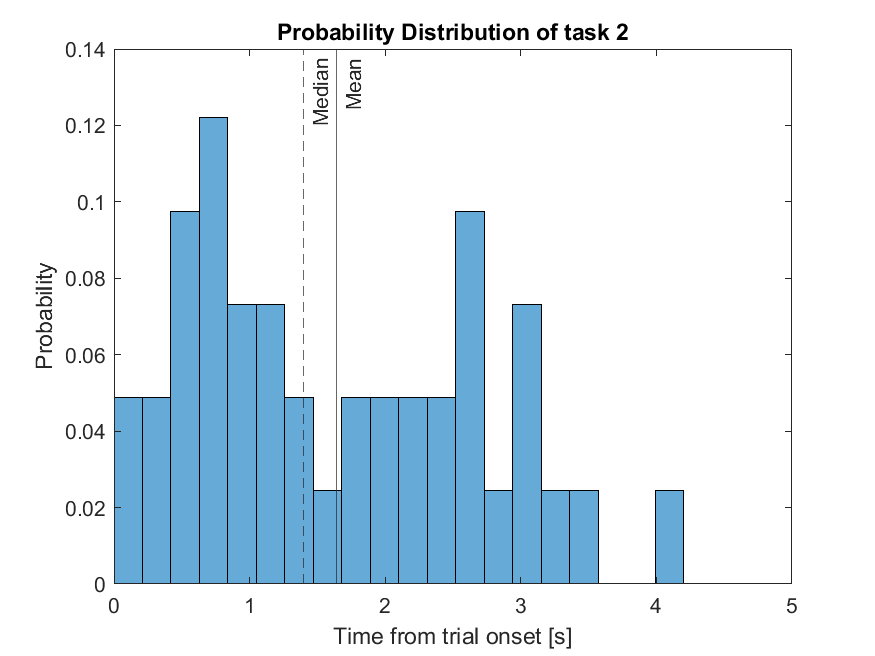 Probability Distribution of task 2
0.14
0.12
0.1
0.08
0.06
0.04
0.02
0
Probability
Median
Mean
0 1 2 3 4 5
Time from trial onset [s]